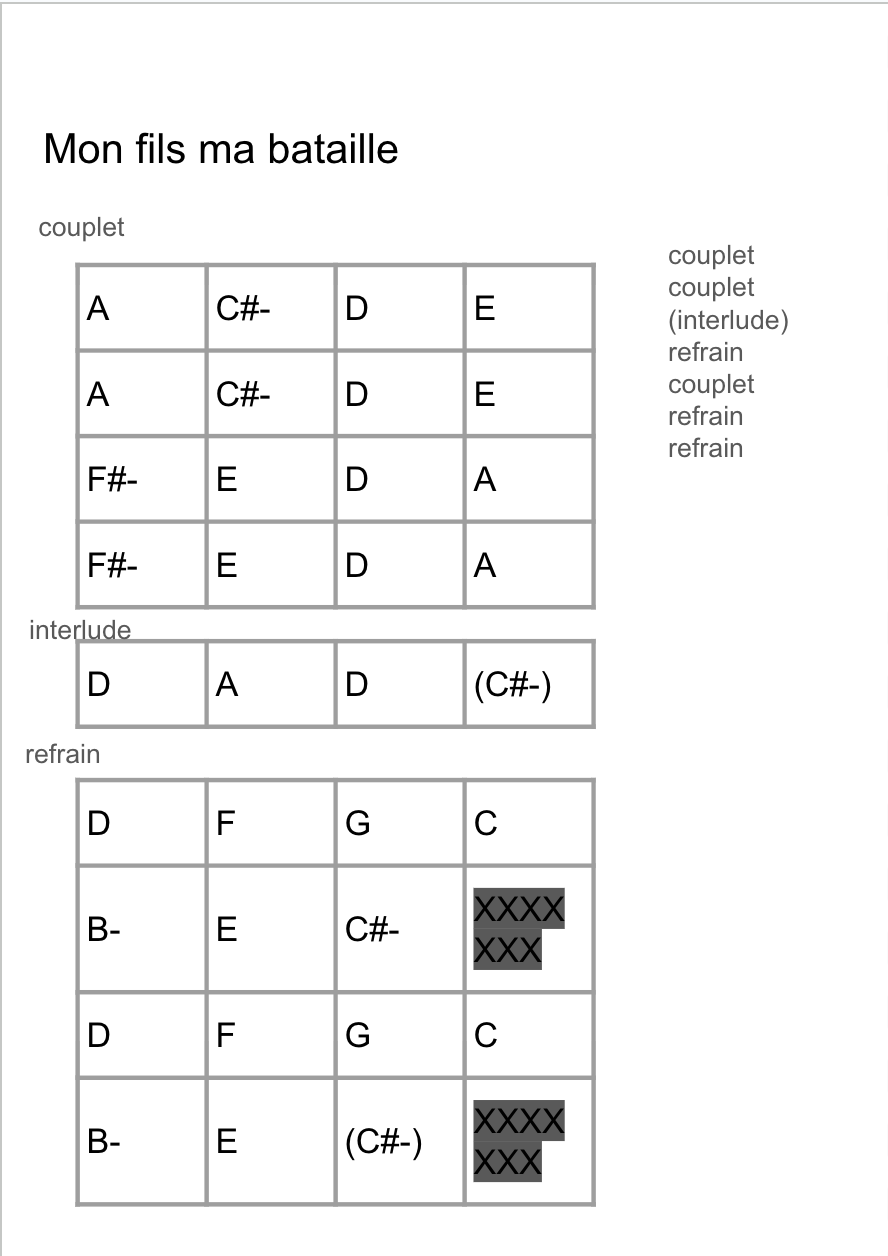 Mon fils ma bataille
couplet
A C#- D E
A C#- D E
F#- E D A
F#- E D A
interlude
D A D (C#-)
refrain
D F G C
B- E C#- XXXX
XXX
D F G C
B- E (C#-) XXXX
XXX
couplet
couplet
(interlude)
refrain
couplet
refrain
refrain